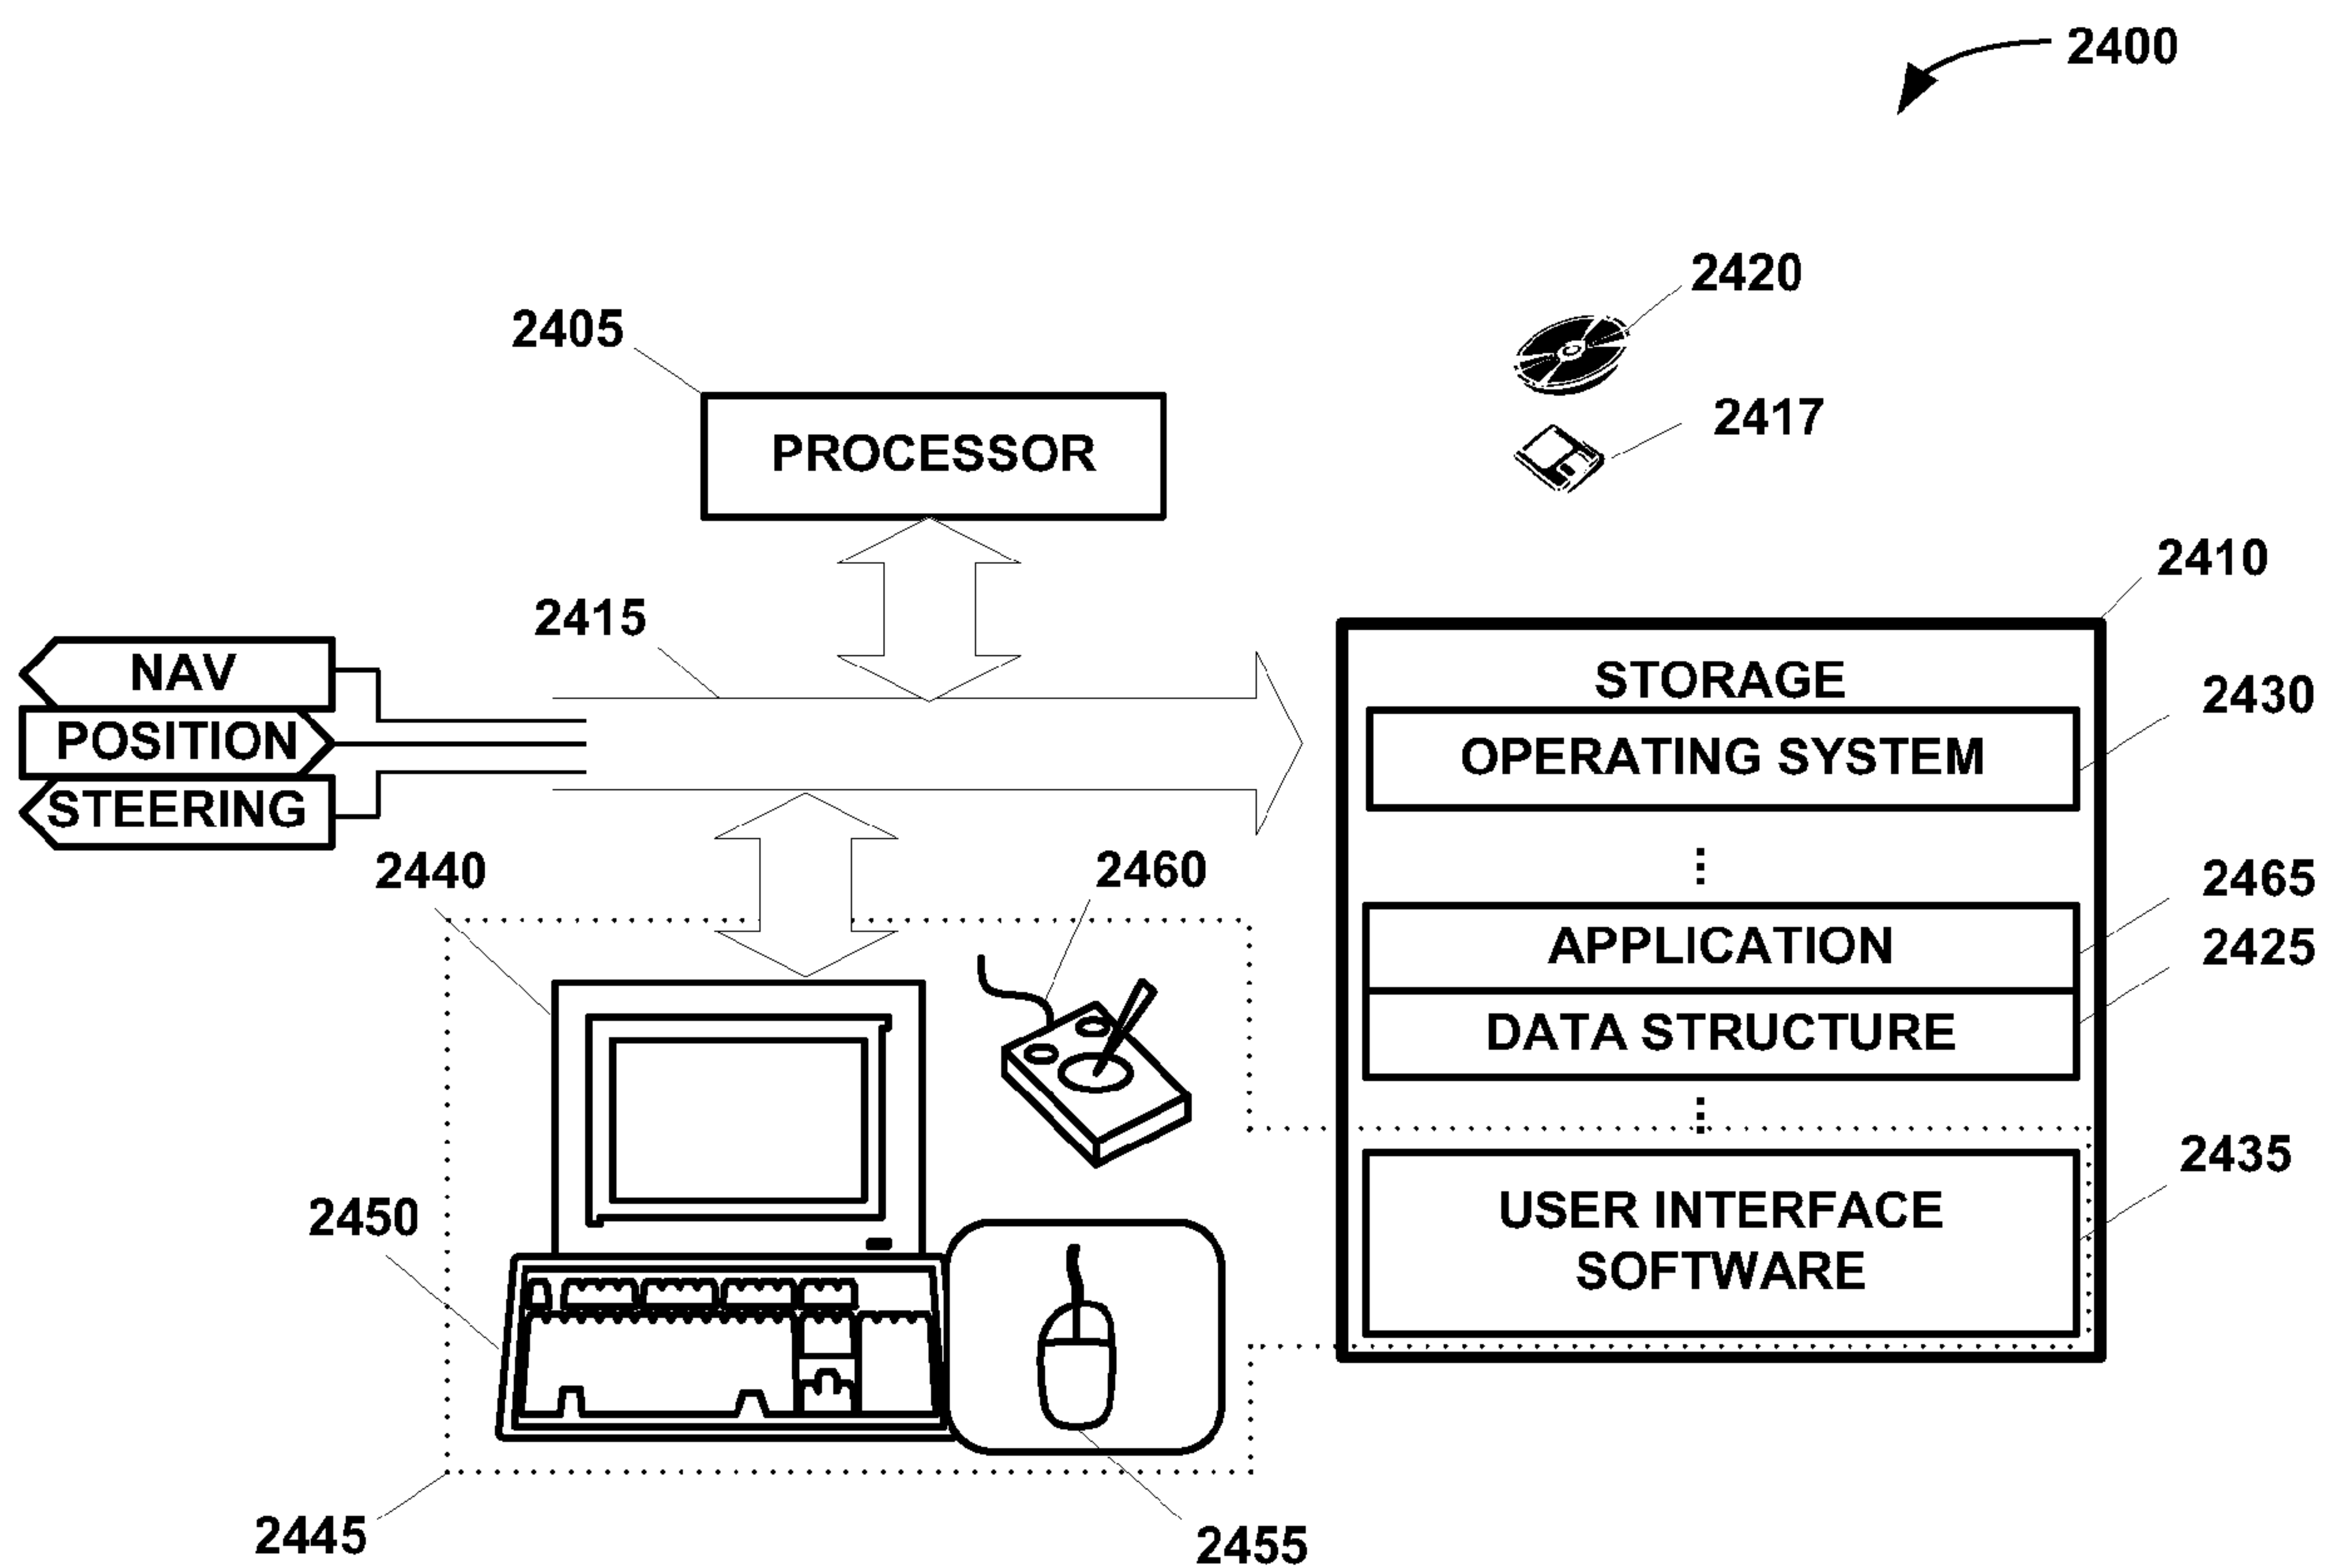 2400
2420
2405
2417
PROCESSOR
2410
2415
NAV
STORAGE
2430
POSITION
OPERATING SYSTEM
STEERING
2440
2460
2465
APPLICATION
2425
DATA STRUCTURE
2435
2450
USER INTERFACE
SOFTWARE
2445
2455